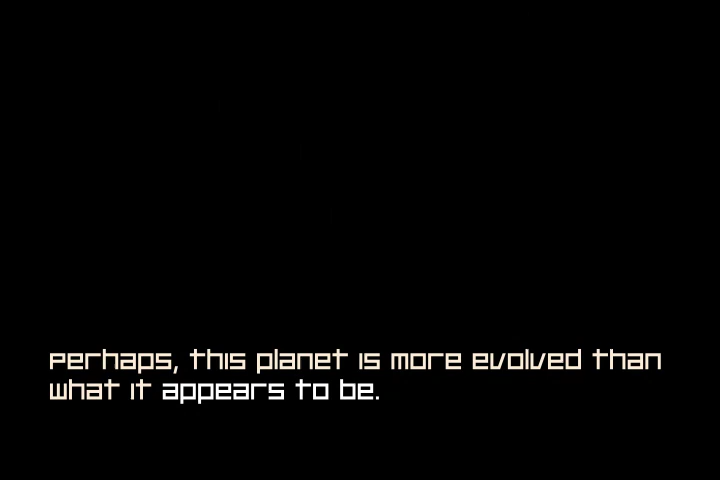 Perhaps, this planet is more evolved than
what it appears to be.